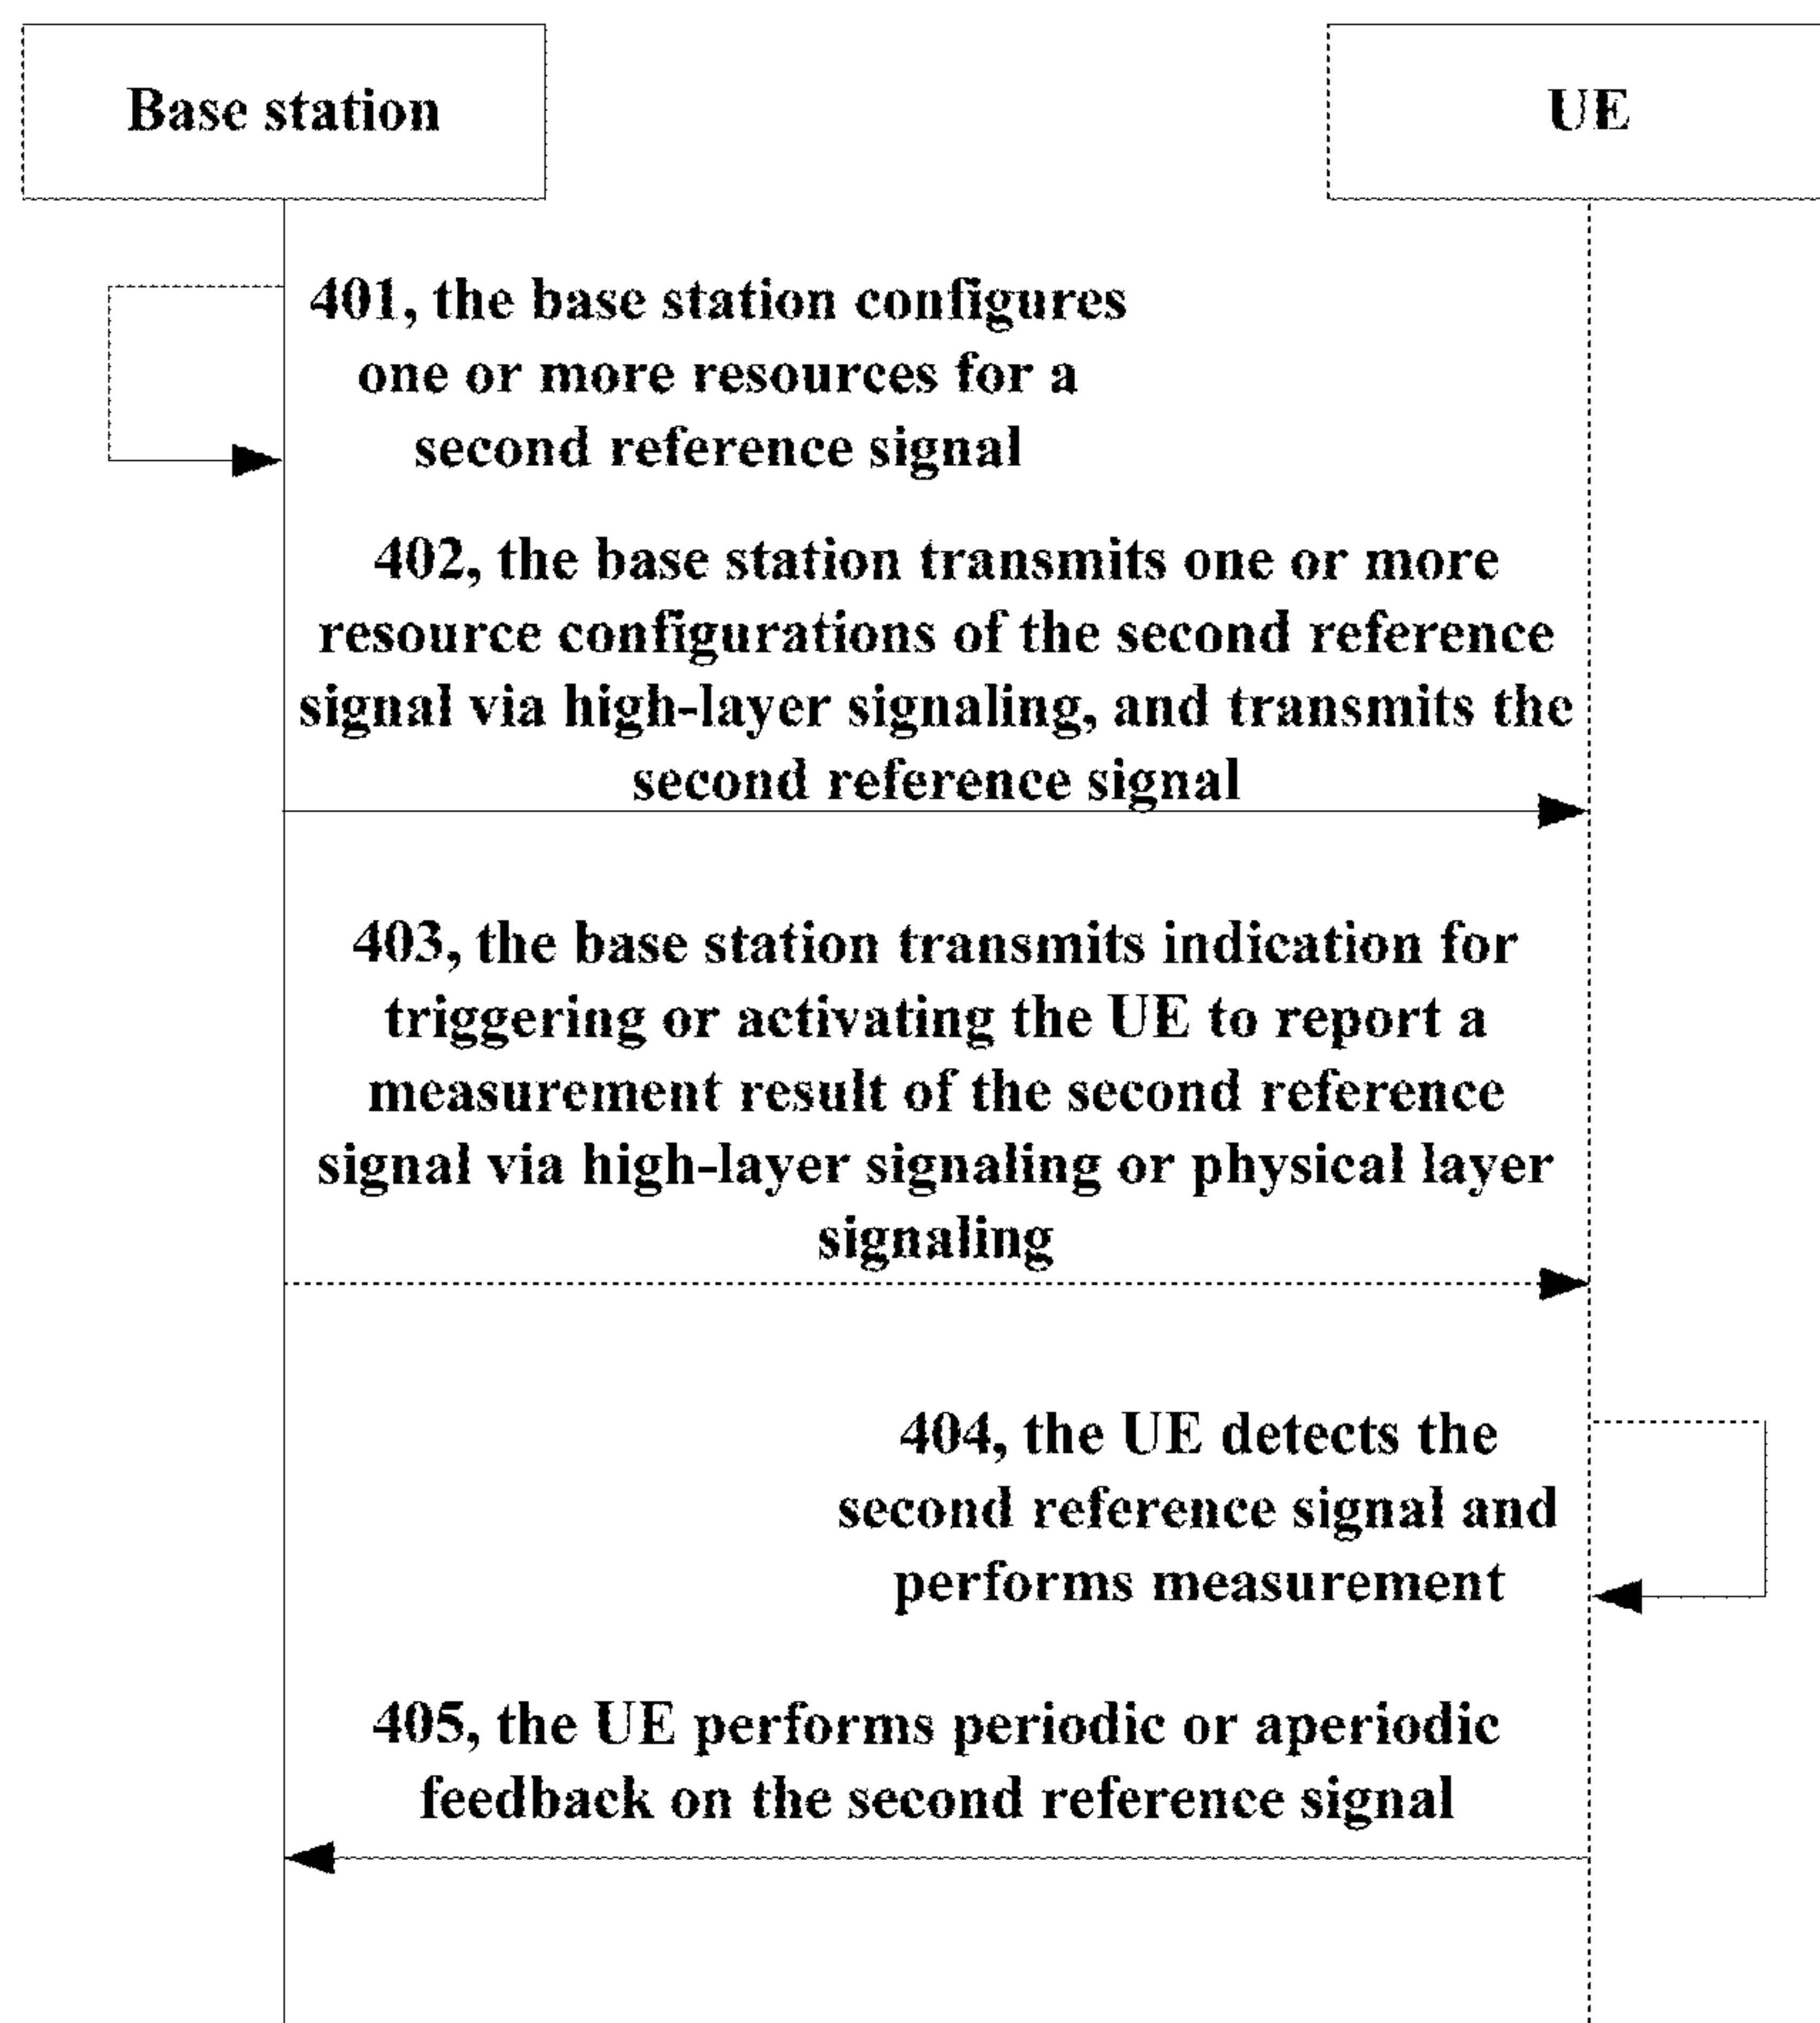 Base station
UE
401, the base station configures
one or more resources for a
second reference signal
402, the base station transmits one or more
resource configurations of the second reference
signal via high-layer signaling, and transmits the
second reference signal
403, the base station transmits indication for
triggering or activating the UE to report a
measurement result of the second reference
signal via high-layer signaling or physical layer
signaling
404, the UE detects the
second reference signal and
performs measurement
405, the UE performs periodic or aperiodic
feedback on the second reference signal